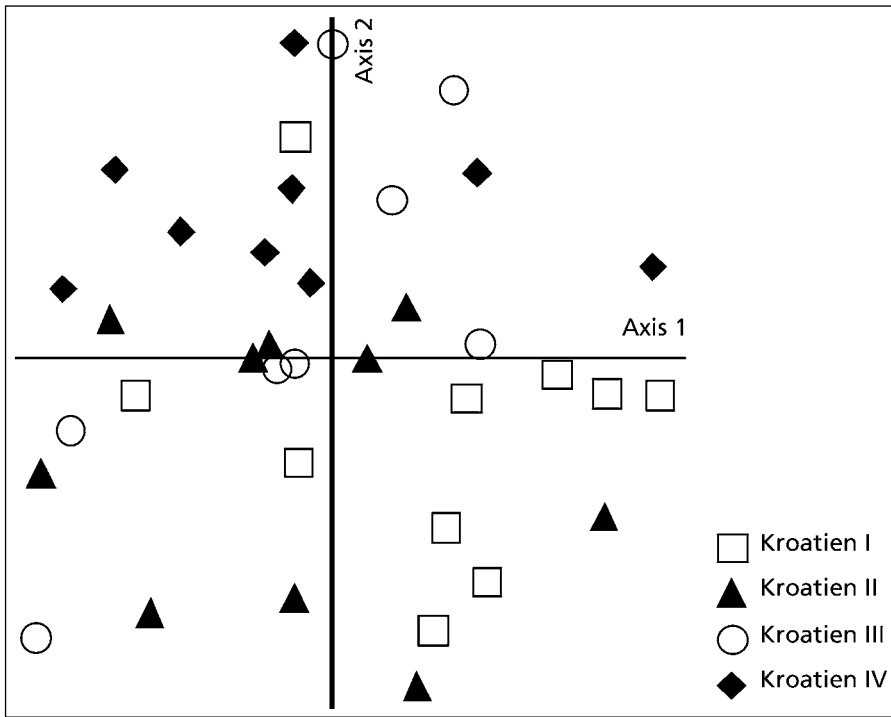 Axis 2
Axis 1
Kroatien I
Kroatien II
Kroatien III
Kroatien IV